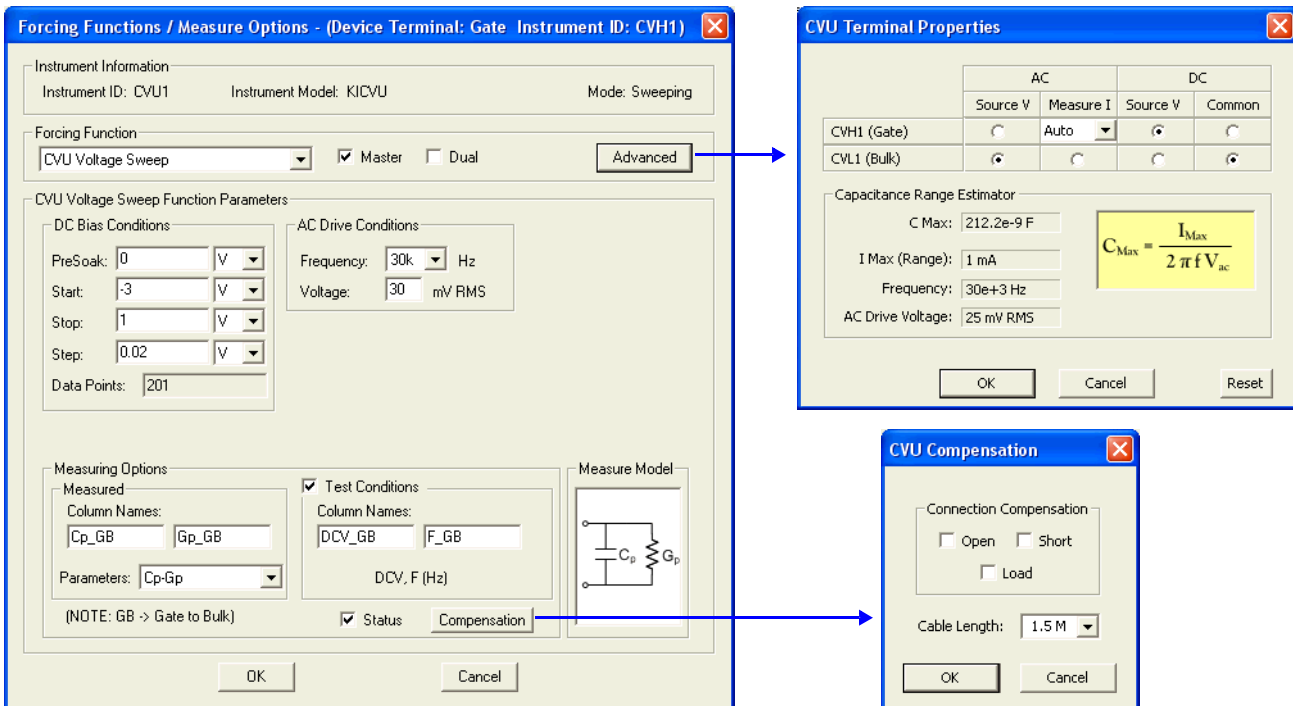 Forcing Functions / Measure Options - (Device Terminal: Gate Instrument ID: CVH1)
Instrument Information
Instrument ID: CVU1 Instrument Model: KICVU Mode: Sweeping
Forcing Function
CVU Voltage Sweep Master Dual Advanced
CVU Voltage Sweep Function Parameters
DC Bias Conditions
PreSoak: 0 V
Start: -3 V
Stop: 1 V
Step: 0.02 V
Data Points: 201
AC Drive Conditions
Frequency: 30k Hz
Voltage: 30 mV RMS
Measuring Options
Measured
Column Names:
Cp_GB Gp_GB
Parameters: Cp-Gp
(NOTE: GB -> Gate to Bulk)
Test Conditions
Column Names:
DCV_GB F_GB
DCV, F (Hz)
Status Compensation
Measure Model
Cp Gp
OK Cancel
CVU Terminal Properties
AC DC
Source V Measure I Source V Common
CVH1 (Gate) Auto
CVL1 (Bulk)
Capacitance Range Estimator
C Max: 212.2e-9 F
I Max (Range): 1 mA
Frequency: 30e+3 Hz
AC Drive Voltage: 25 mV RMS
CMax = IMax / 2 π f Vac
OK Cancel Reset
CVU Compensation
Connection Compensation
Open Short
Load
Cable Length: 1.5 M
OK Cancel